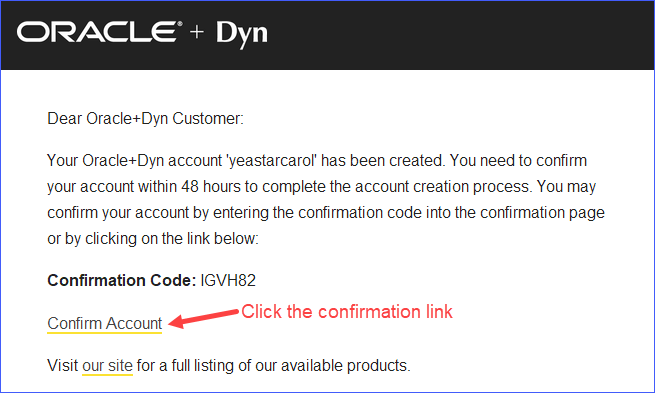 ORACLE® + Dyn
Dear Oracle+Dyn Customer:
Your Oracle+Dyn account 'yeastarcarol' has been created. You need to confirm
your account within 48 hours to complete the account creation process. You may
confirm your account by entering the confirmation code into the confirmation page
or by clicking on the link below:
Confirmation Code: IGVH82
Click the confirmation link
Confirm Account
Visit our site for a full listing of our available products.